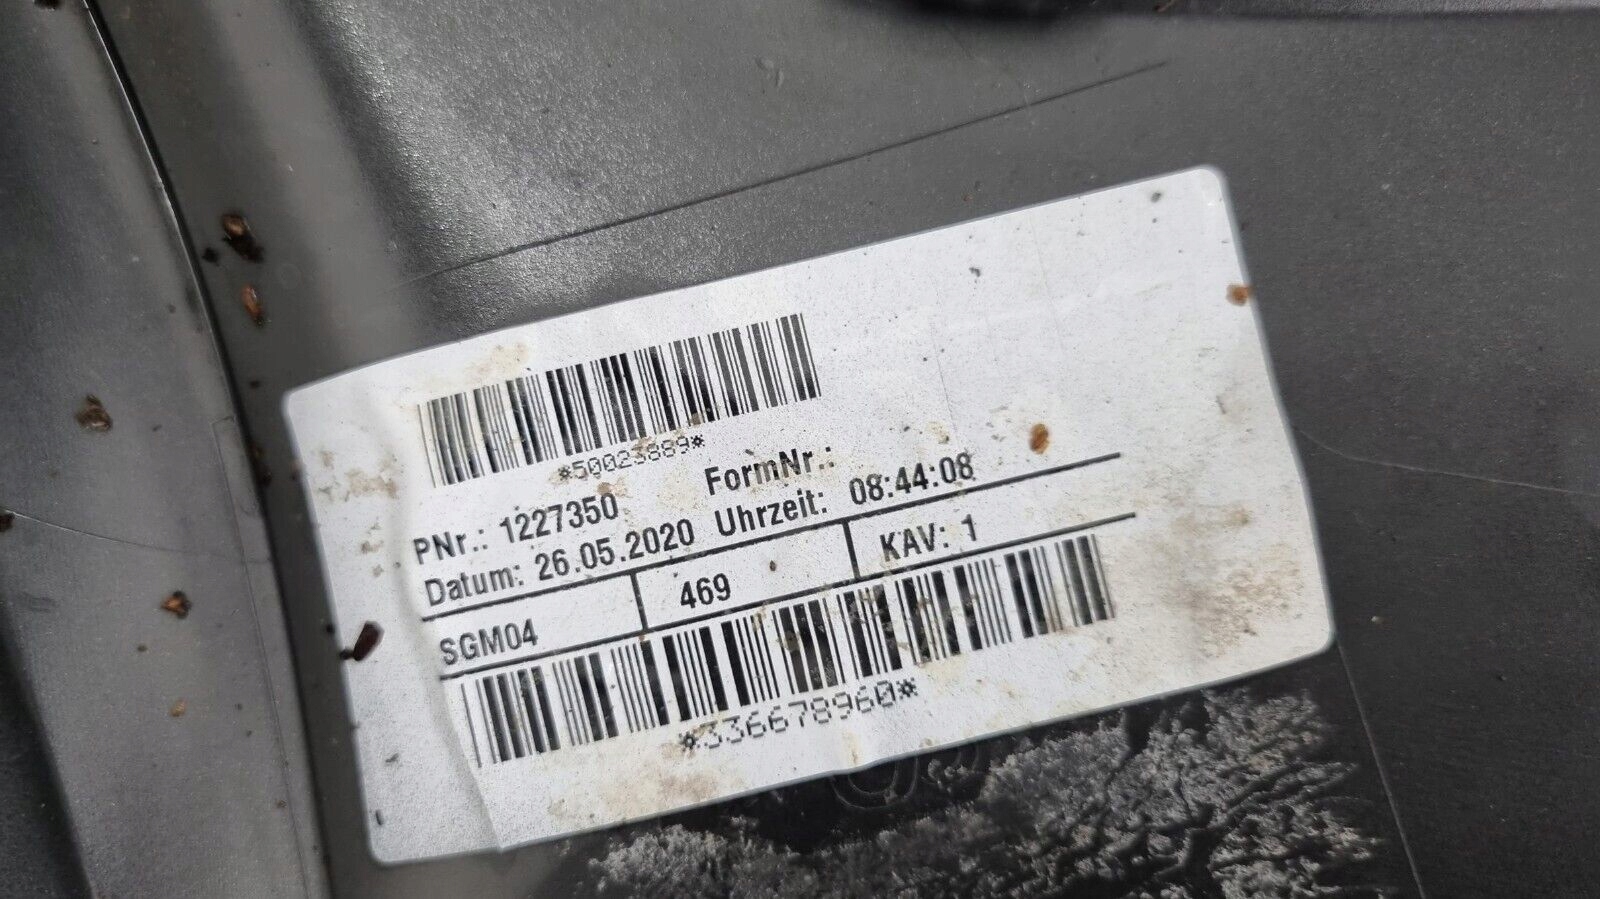 *50023889*
PNr.: 1227350 FormNr.:
Datum: 26.05.2020 Uhrzeit: 08:44:08
SGM04 469 KAV: 1
*336678960*